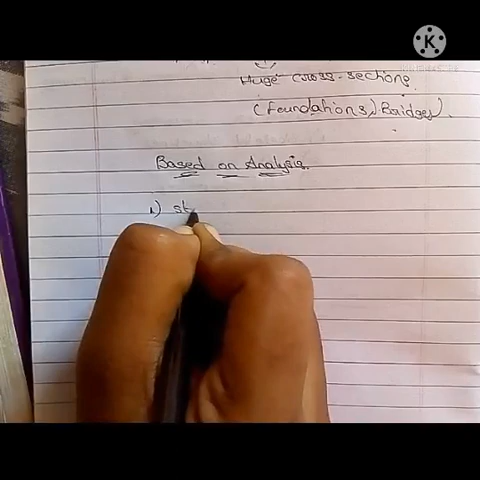 Huge cross-sections
(Foundations, Bridges)
Based on Analysis.
1) st